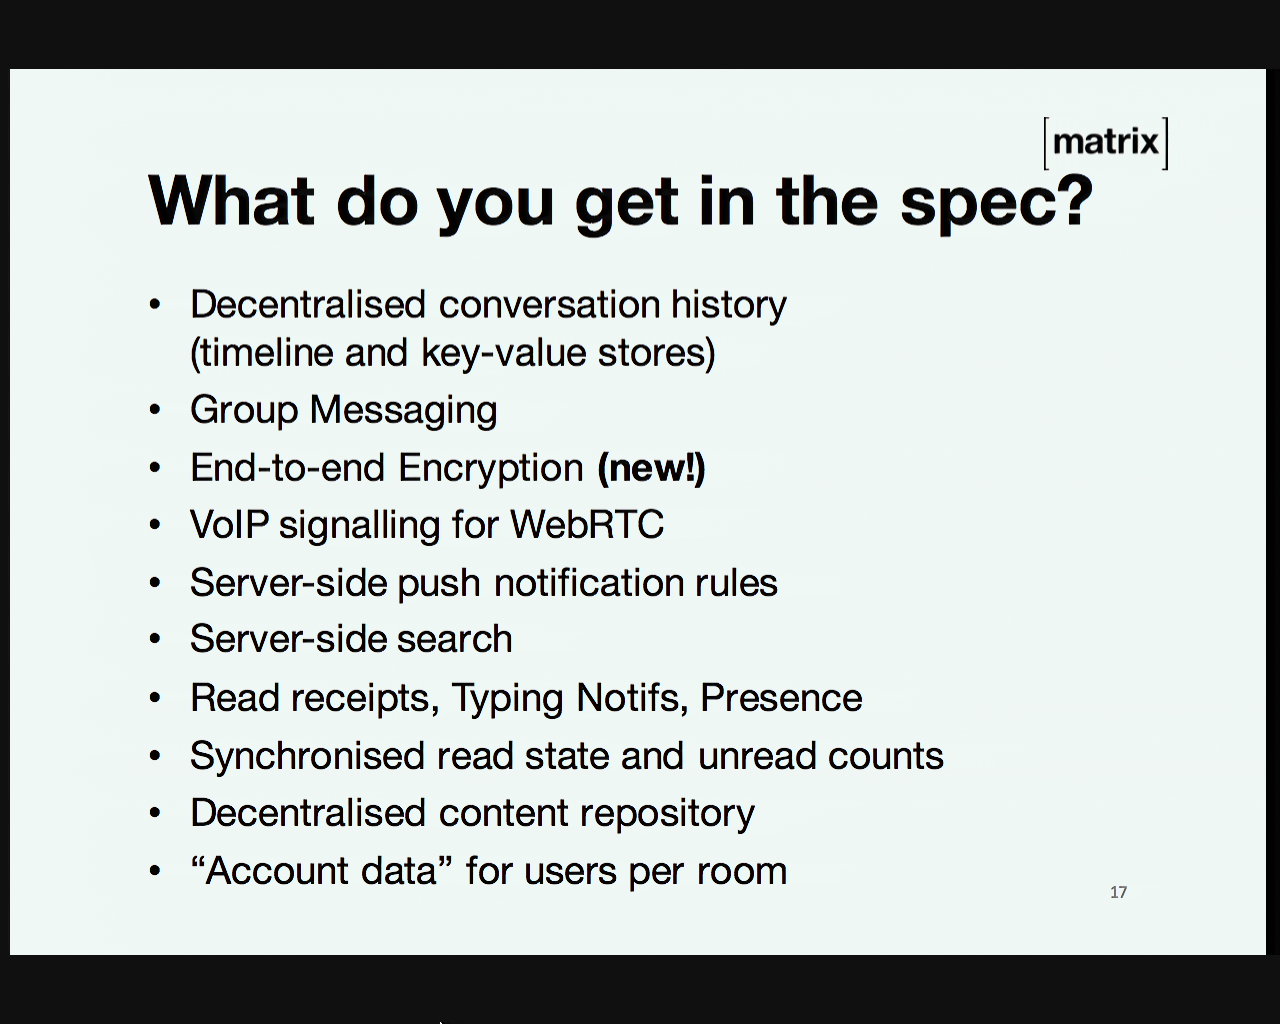 [matrix]
What do you get in the spec?
• Decentralised conversation history
(timeline and key-value stores)
• Group Messaging
• End-to-end Encryption (new!)
• VoIP signalling for WebRTC
• Server-side push notification rules
• Server-side search
• Read receipts, Typing Notifs, Presence
• Synchronised read state and unread counts
• Decentralised content repository
• “Account data” for users per room
17